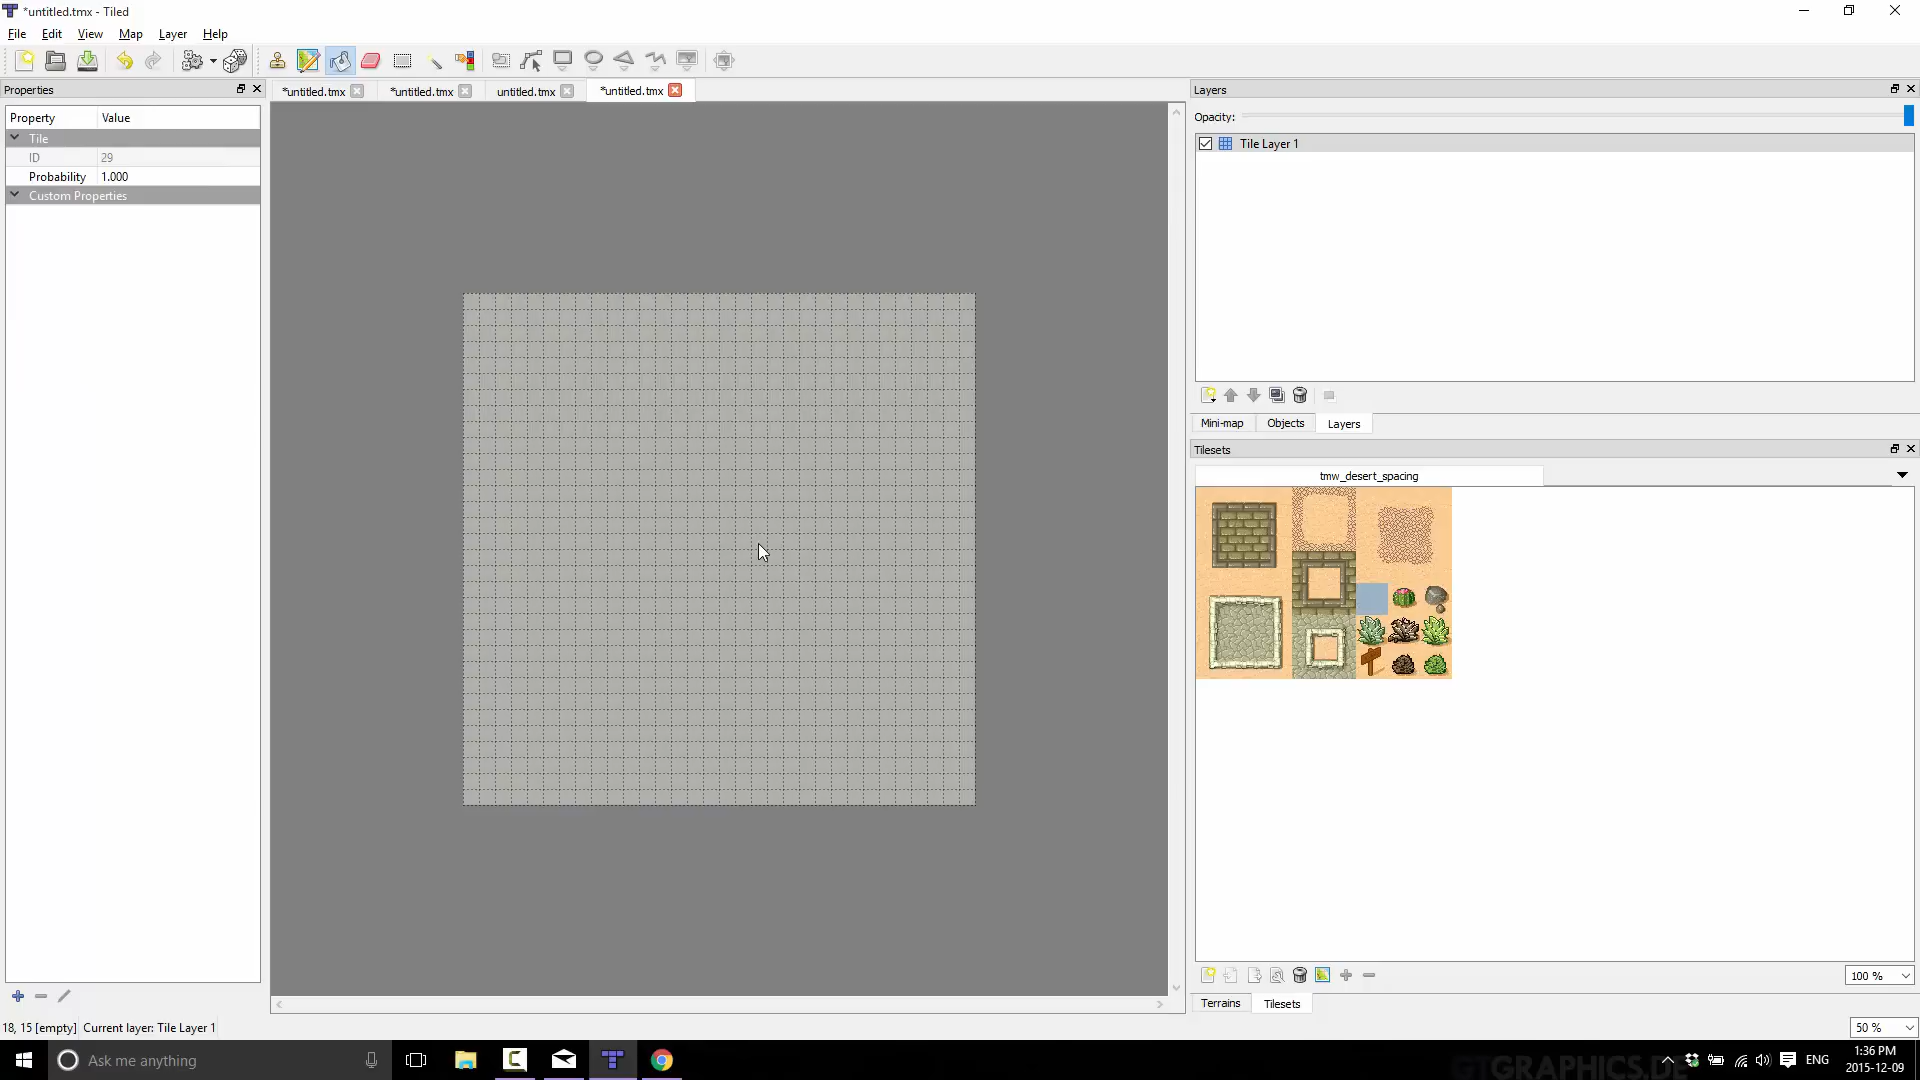 *untitled.tmx - Tiled
File Edit View Map Layer Help
Properties
*untitled.tmx *untitled.tmx untitled.tmx *untitled.tmx
Layers
Property Value
Opacity:
Tile
Tile Layer 1
ID 29
Probability 1.000
Custom Properties
Mini-map Objects Layers
Tilesets
tmw_desert_spacing
100 %
Terrains Tilesets
18, 15 [empty] Current layer: Tile Layer 1
50 %
Ask me anything
GTGRAPHICS.DE
ENG
1:36 PM
2015-12-09